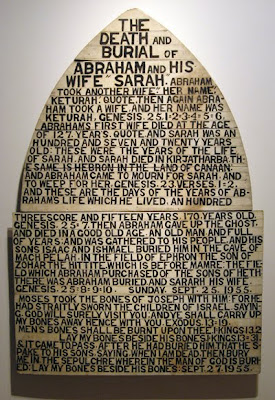 THE
DEATH AND
BURIAL OF
ABRAHAM AND HIS
WIFE" SARAH. ABRAHAM
TOOK ANOTHER WIFE", HER NAME",
KETURAH. QUOTE, THEN AGAIN ABRA-
HAM TOOK A WIFE, AND HER NAME WAS
KETURAH, GENESIS. 25.1-2-3-4-5-6.
ABRAHAMS FIRST WIFE DIED AT THE AGE
OF 127. YEARS. QUOTE AND SARAH WAS AN
HUNDRED AND SEVEN AND TWENTY YEARS
OLD: THESE WERE THE YEARS OF THE LIFE
OF SARAH. AND SARAH DIED IN KIRJATHARBA: TH-
E SAME IS HEBRON IN THE LAND OF CANAAN:
AND ABRAHAM CAME TO MOURN FOR SARAH, AND
TO WEEP FOR HER. GENESIS. 23. VERS. 1-2.
AND THESE ARE THE DAYS OF THE YEARS OF AB-
RAHAMS LIFE WHICH HE LIVED, AN HUNDRED
THREESCORE AND FIFTEEN YEARS. 170. YEARS OLD.
GENESIS. 25-7. THEN ABRAHAM GAVE UP THE GHOST,
AND DIED IN A GOOD OLD AGE, AN OLD MAN, AND FULL
OF YEARS. AND WAS GATHERED TO HIS PEOPLE. AND HIS
SONS ISAAC AND ISHMAEL BURIED HIM IN THE CAVE OF
MACH PELAH, IN THE FIELD OF EPHRON THE SON OF
ZOHAR THE HITTITE, WHICH IS BEFORE MAMRE. THE FIE-
LD WHICH ABRAHAM PURCHASED OF THE SONS OF HETH:
THERE WAS ABRAHAM BURIED AND SARAH HIS WIFE.
GENESIS. 25-8-9-10. SUNDAY. SEPT. 25. 1955.
MOSES TOOK THE BONES OF JOSEPH WITH HIM: FOR HE
HAD STRAITLY SWORN THE CHILDREN OF ISRAEL, SAYIN-
G, GOD WILL SURELY VISIT YOU, AND YE SHALL CARRY UP
MY BONES AWAY HENCE WITH YOU. EXODUS. 13-19.
MENS BONES SHALL BE BURNT UPON THEE. I-KINGS. 13.2
LAY MY BONES BESIDE HIS BONES: I-KINGS. 13-31.
& IT CAME TO PASS AFTER HE HAD BURIED HIM, THAT HE S-
PAKE TO HIS SONS, SAYING, WHEN I AM DEAD, THEN BURY
ME IN THE SEPULCHRE WHEREIN THE MAN OF GOD IS BURI-
ED: LAY MY BONES BESIDE HIS BONES: SEPT. 27. 1955.